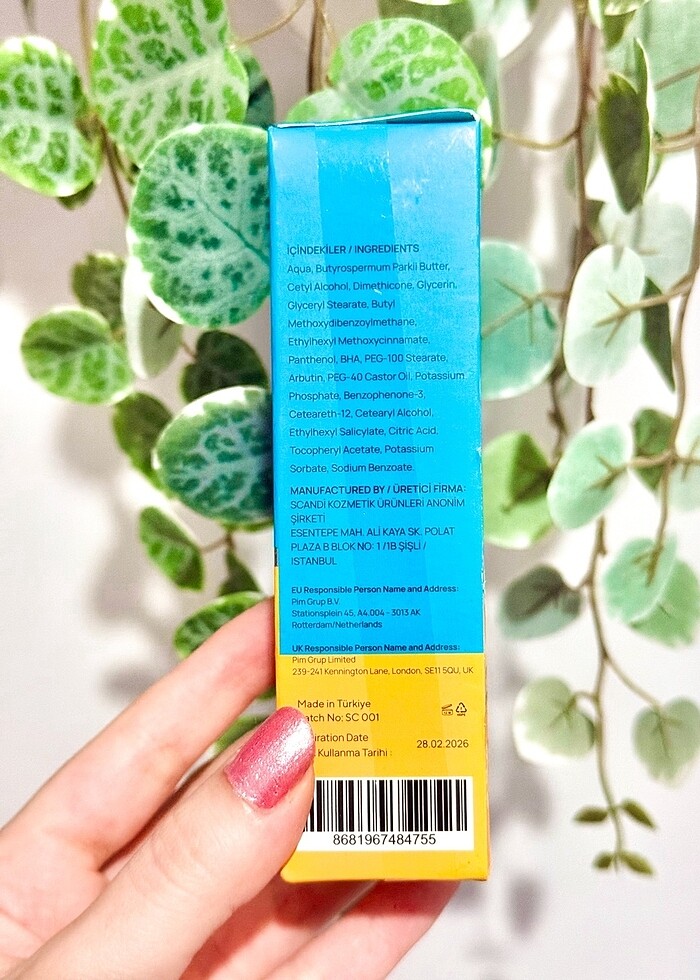 İÇİNDEKİLER / INGREDIENTS
Aqua, Butyrospermum Parkii Butter,
Cetyl Alcohol, Dimethicone, Glycerin,
Glyceryl Stearate, Butyl
Methoxydibenzoylmethane,
Ethylhexyl Methoxycinnamate,
Panthenol, BHA, PEG-100 Stearate,
Arbutin, PEG- 40 Castor Oil, Potassium
Phosphate, Benzophenone-3,
Ceteareth-12, Cetearyl Alcohol,
Ethylhexyl Salicylate, Citric Acid,
Tocopheryl Acetate, Potassium
Sorbate, Sodium Benzoate
MANUFACTURED BY / ÜRETİCİ FİRMA:
SCANDİ KOZMETİK ÜRÜNLERİ ANONİM
ŞİRKETİ
ESENTEPE MAH. ALİ KAYA SK. POLAT
PLAZA B BLOK NO: 1 /1B ŞİŞLİ /
ISTANBUL
EU Responsible Person Name and Address:
Pim Grup B.V.
Stationsplein 45, A4.004 - 3013 AK
Rotterdam/Netherlands
UK Responsible Person Name and Address:
Pim Grup Limited
239-241 Kennington Lane, London, SE11 5QU, UK
Made in Türkiye
atch No: SC 001
iration Date
Kullanma Tarihi : 28.02.2026
8681967484755